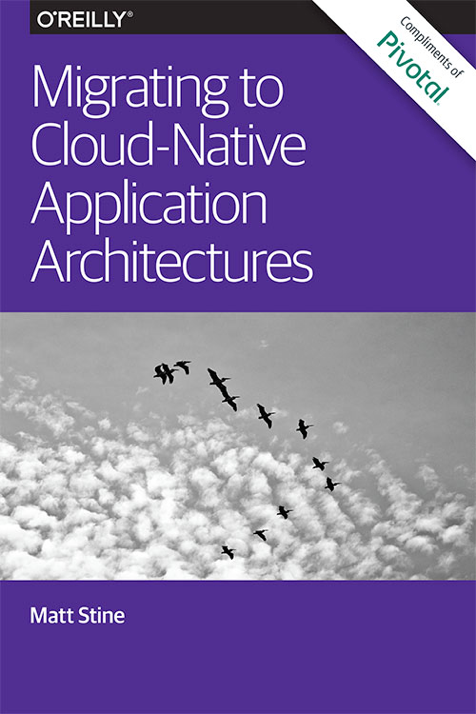 O'REILLY®
Compliments of
Pivotal.
Migrating to
Cloud-Native
Application
Architectures
Matt Stine